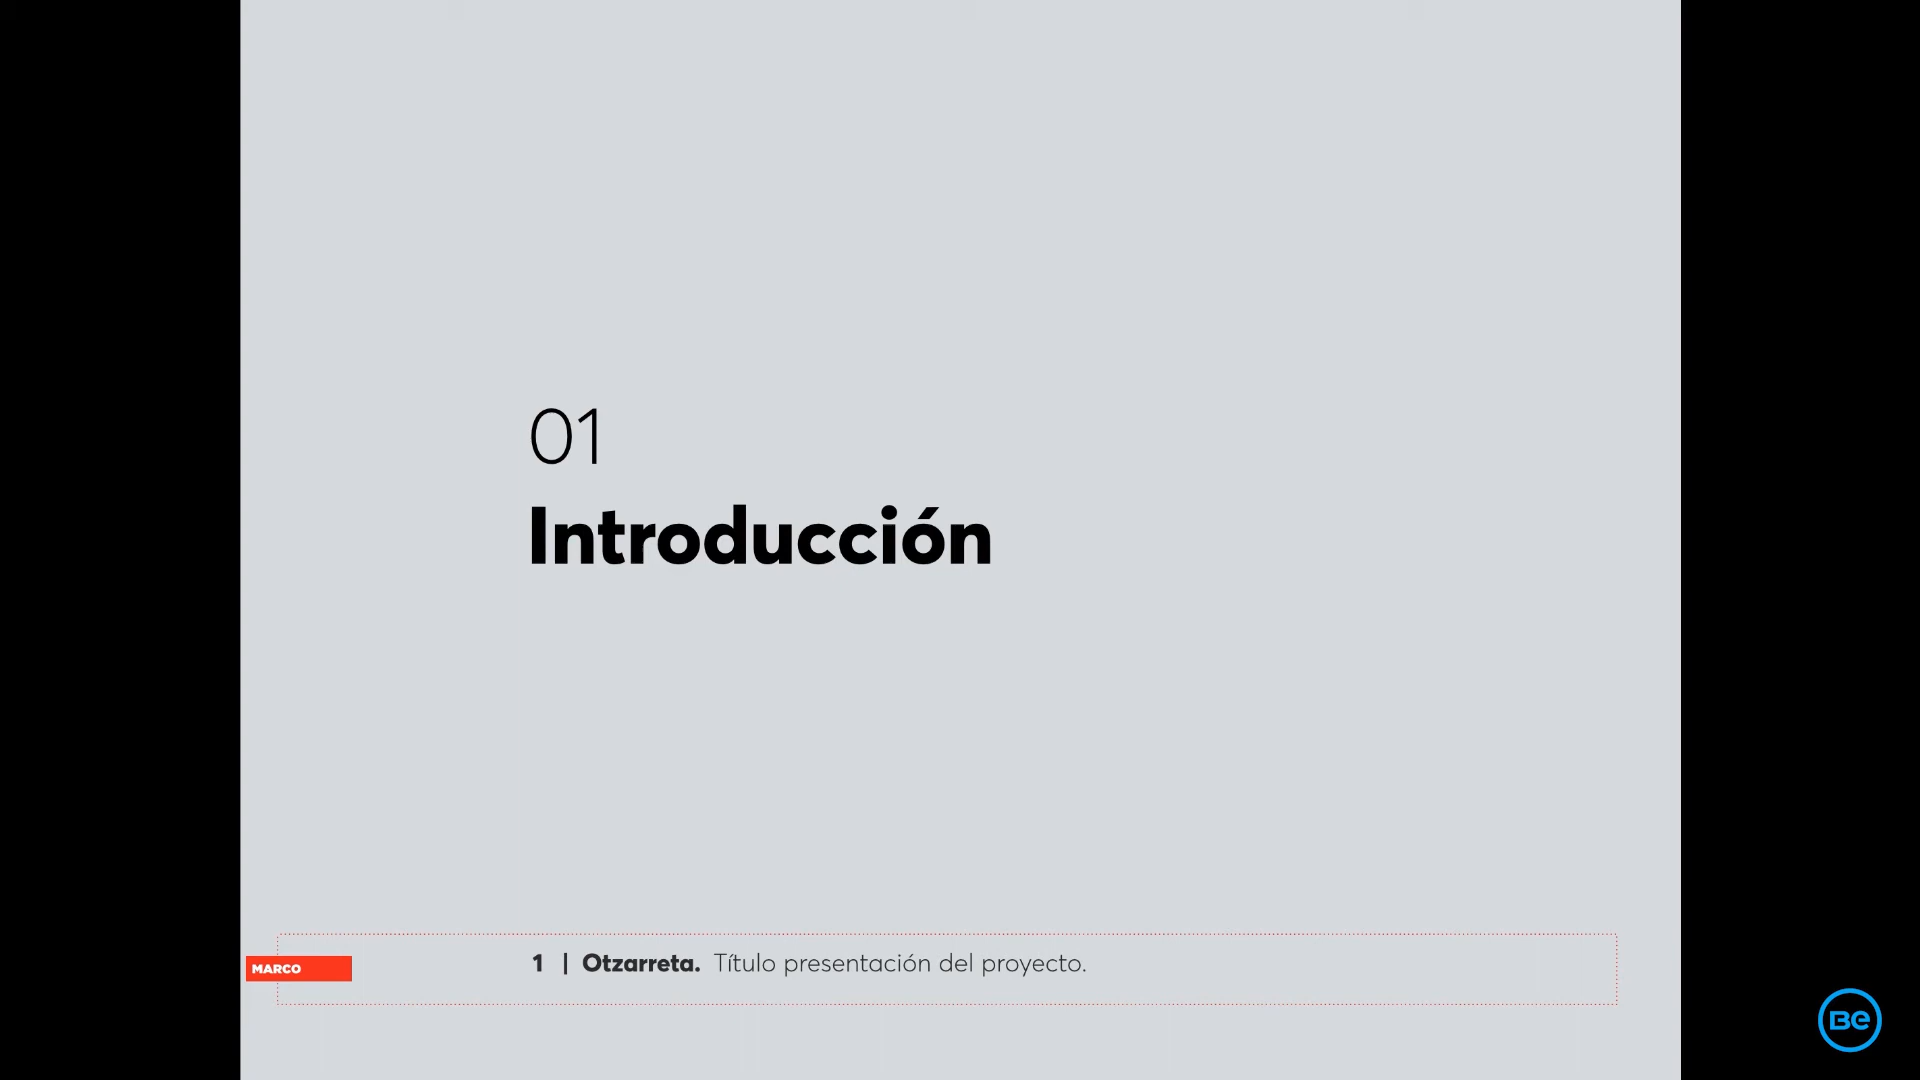 01
Introducción
MARCO
1 | Otzarreta. Título presentación del proyecto.
Be